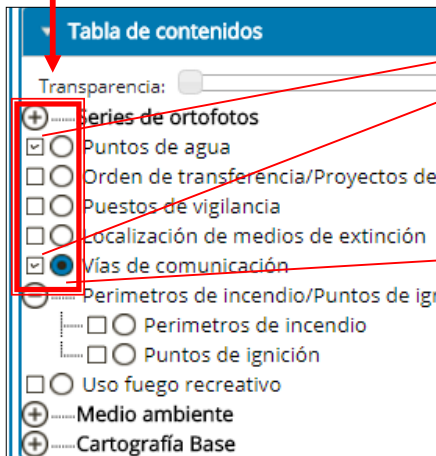 Tabla de contenidos
Transparencia:
Series de ortofotos
Puntos de agua
Orden de transferencia/Proyectos de
Puestos de vigilancia
Localización de medios de extinción
Vías de comunicación
Perimetros de incendio/Puntos de ign
Perimetros de incendio
Puntos de ignición
Uso fuego recreativo
Medio ambiente
Cartografía Base